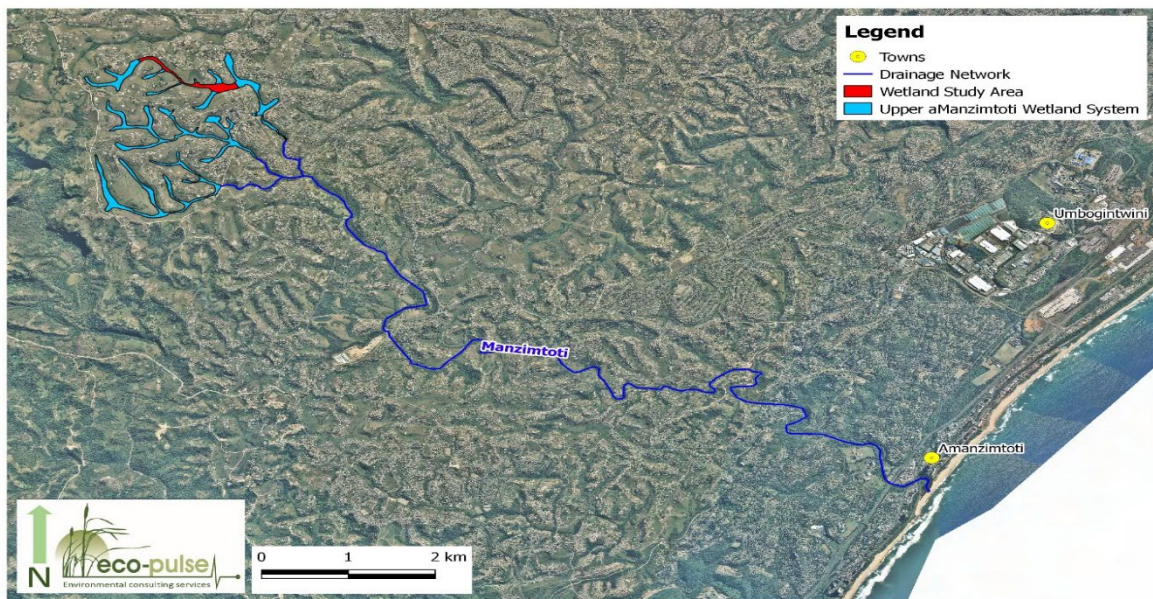 Legend
Towns
Drainage Network
Wetland Study Area
Upper aManzimtoti Wetland System
Umbogintwini
Manzimtoti
Amanzimtoti
N
eco-pulse
Environmental consulting services
0 1 2 km